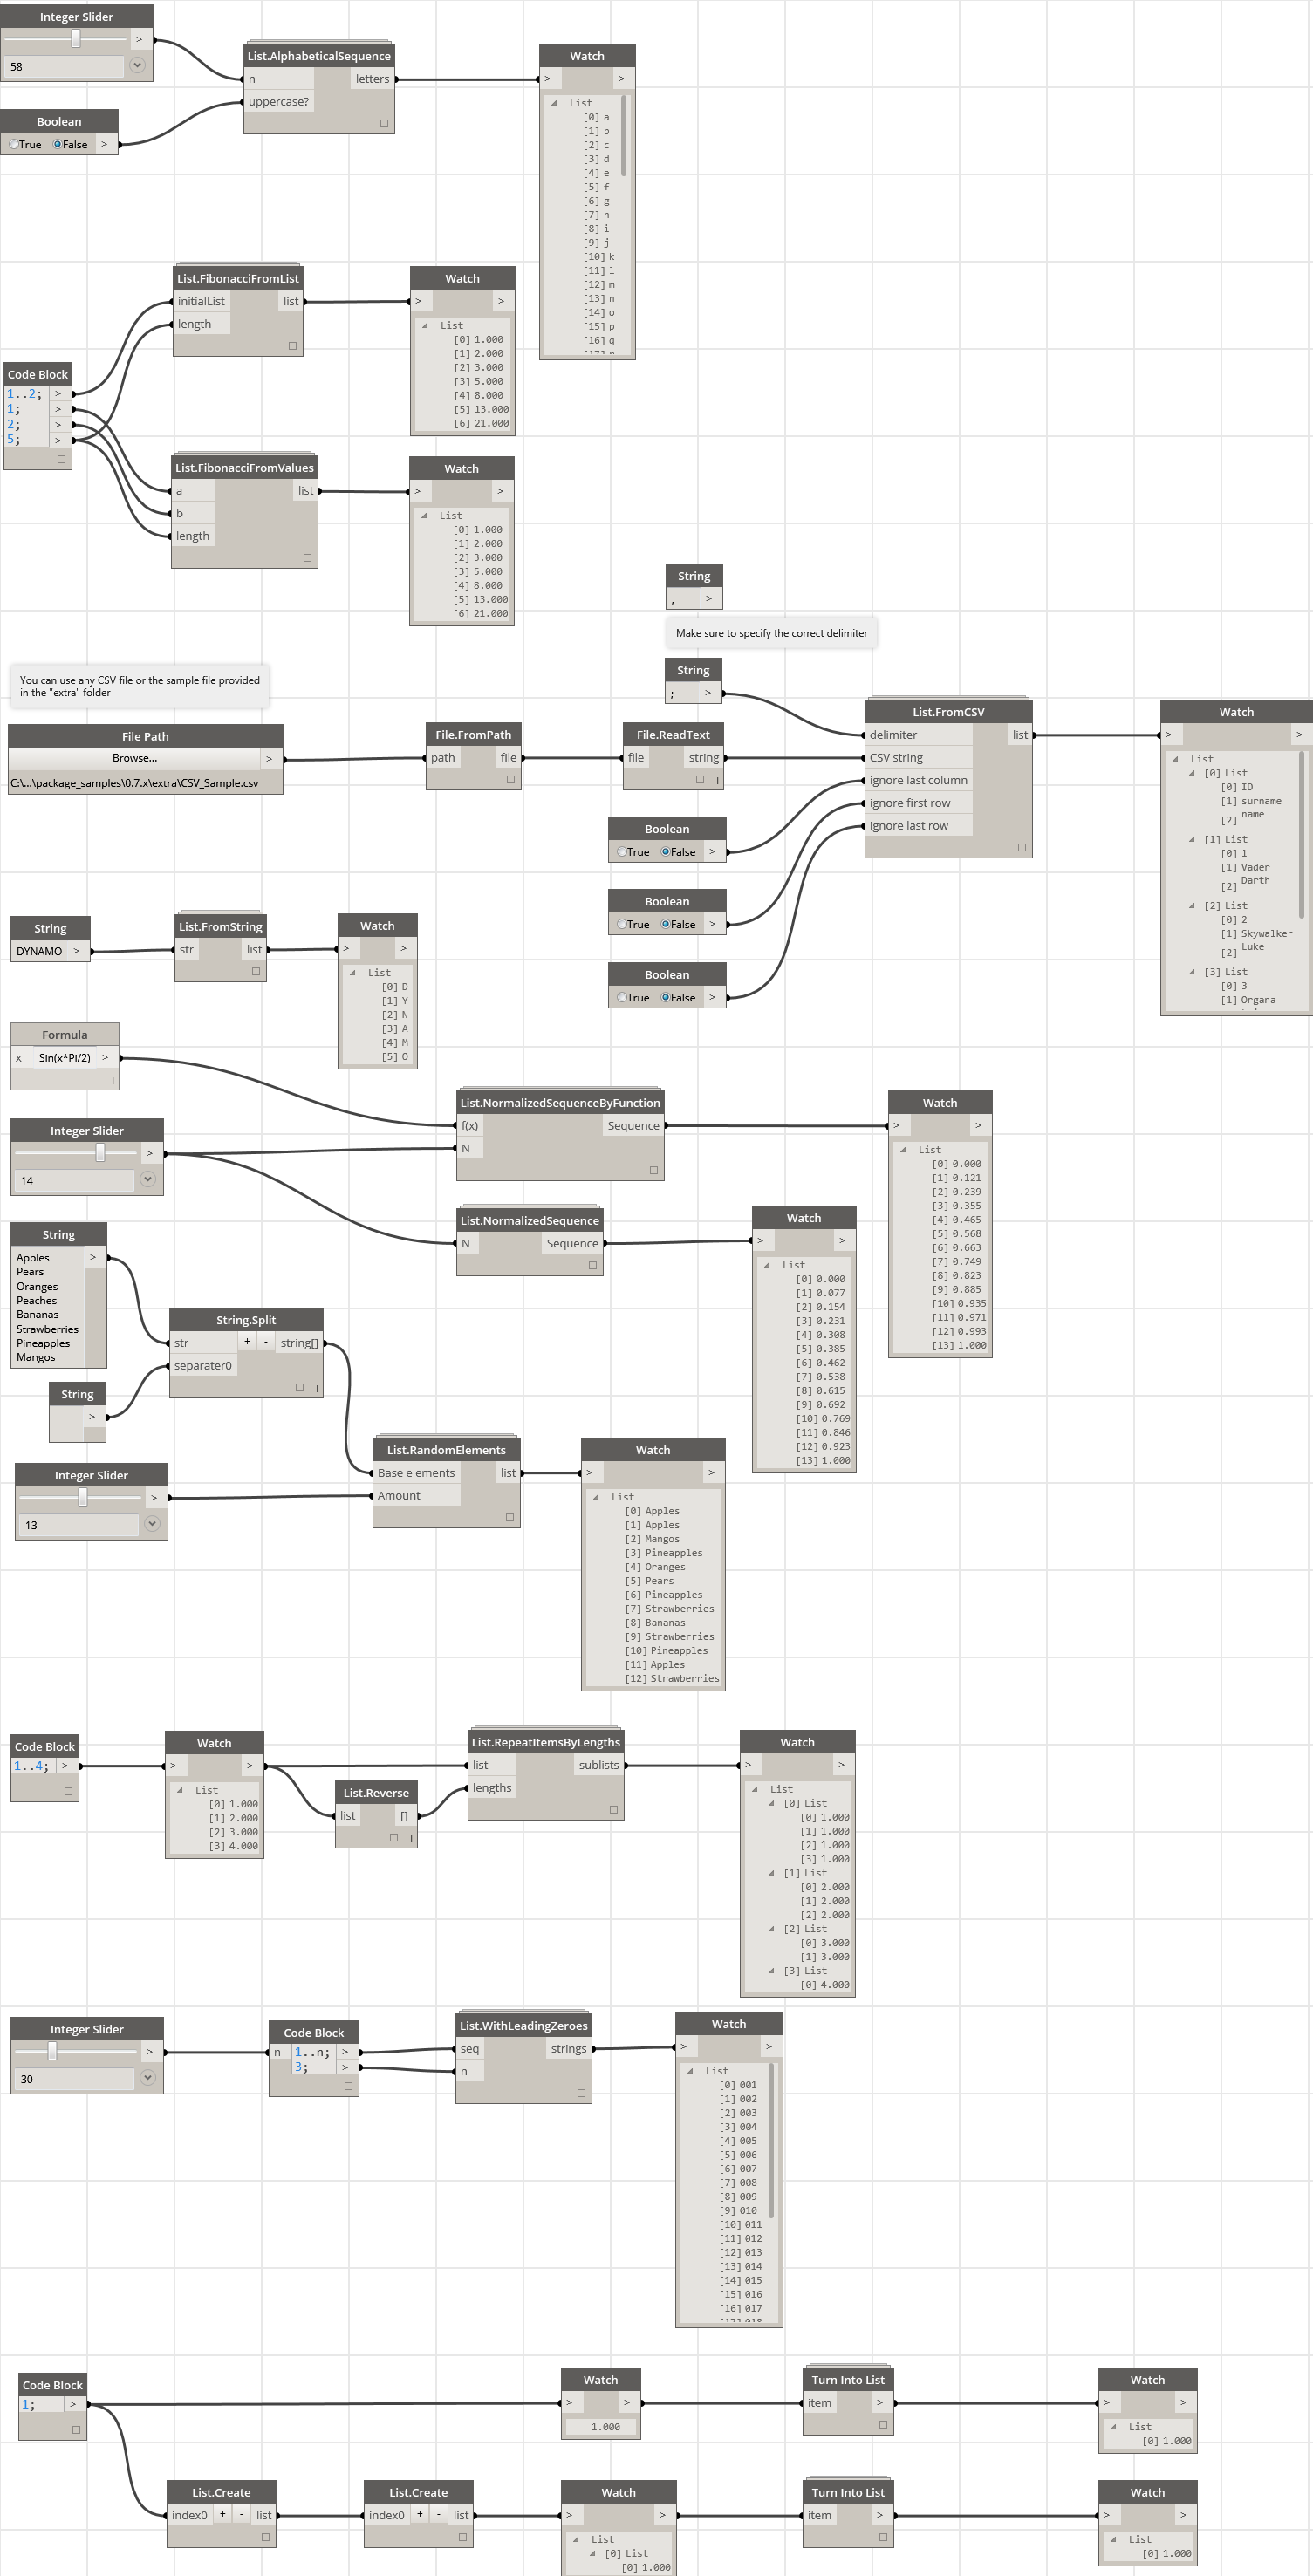 Integer Slider
>
58
Boolean
True False >
List.AlphabeticalSequence
n letters
uppercase?
Watch
> >
List
[0] a
[1] b
[2] c
[3] d
[4] e
[5] f
[6] g
[7] h
[8] i
[9] j
[10] k
[11] l
[12] m
[13] n
[14] o
[15] p
[16] q
Code Block
1..2; >
1; >
2; >
5; >
List.FibonacciFromList
initialList list
length
Watch
> >
List
[0] 1.000
[1] 2.000
[2] 3.000
[3] 5.000
[4] 8.000
[5] 13.000
[6] 21.000
List.FibonacciFromValues
a list
b
length
Watch
> >
List
[0] 1.000
[1] 2.000
[2] 3.000
[3] 5.000
[4] 8.000
[5] 13.000
[6] 21.000
String
, >
Make sure to specify the correct delimiter
String
; >
You can use any CSV file or the sample file provided
in the "extra" folder
File Path
Browse... >
C:\...\package_samples\0.7.x\extra\CSV_Sample.csv
File.FromPath
path file
File.ReadText
file string
Boolean
True False >
Boolean
True False >
Boolean
True False >
List.FromCSV
delimiter list
CSV string
ignore last column
ignore first row
ignore last row
Watch
> >
List
[0] List
[0] ID
[1] surname
[2] name
[1] List
[0] 1
[1] Vader
[2] Darth
[2] List
[0] 2
[1] Skywalker
[2] Luke
[3] List
[0] 3
[1] Organa
String
DYNAMO >
List.FromString
str list
Watch
> >
List
[0] D
[1] Y
[2] N
[3] A
[4] M
[5] O
Formula
x Sin(x*Pi/2) >
Integer Slider
>
14
List.NormalizedSequenceByFunction
f(x) Sequence
N
Watch
> >
List
[0] 0.000
[1] 0.121
[2] 0.239
[3] 0.355
[4] 0.465
[5] 0.568
[6] 0.663
[7] 0.749
[8] 0.823
[9] 0.885
[10] 0.935
[11] 0.971
[12] 0.993
[13] 1.000
List.NormalizedSequence
N Sequence
Watch
> >
List
[0] 0.000
[1] 0.077
[2] 0.154
[3] 0.231
[4] 0.308
[5] 0.385
[6] 0.462
[7] 0.538
[8] 0.615
[9] 0.692
[10] 0.769
[11] 0.846
[12] 0.923
[13] 1.000
String
Apples >
Pears
Oranges
Peaches
Bananas
Strawberries
Pineapples
Mangos
String
>
String.Split
str + - string[]
separater0
Integer Slider
>
13
List.RandomElements
Base elements list
Amount
Watch
> >
List
[0] Apples
[1] Apples
[2] Mangos
[3] Pineapples
[4] Oranges
[5] Pears
[6] Pineapples
[7] Strawberries
[8] Bananas
[9] Strawberries
[10] Pineapples
[11] Apples
[12] Strawberries
Code Block
1..4; >
Watch
> >
List
[0] 1.000
[1] 2.000
[2] 3.000
[3] 4.000
List.Reverse
list []
List.RepeatItemsByLengths
list sublists
lengths
Watch
> >
List
[0] List
[0] 1.000
[1] 1.000
[2] 1.000
[3] 1.000
[1] List
[0] 2.000
[1] 2.000
[2] 2.000
[2] List
[0] 3.000
[1] 3.000
[3] List
[0] 4.000
Integer Slider
>
30
Code Block
n 1..n; >
3; >
List.WithLeadingZeroes
seq strings
n
Watch
> >
List
[0] 001
[1] 002
[2] 003
[3] 004
[4] 005
[5] 006
[6] 007
[7] 008
[8] 009
[9] 010
[10] 011
[11] 012
[12] 013
[13] 014
[14] 015
[15] 016
[16] 017
Code Block
1; >
Watch
> >
1.000
Turn Into List
item >
Watch
> >
List
[0] 1.000
List.Create
index0 + - list
List.Create
index0 + - list
Watch
> >
List
[0] List
[0] 1.000
Turn Into List
item >
Watch
> >
List
[0] 1.000